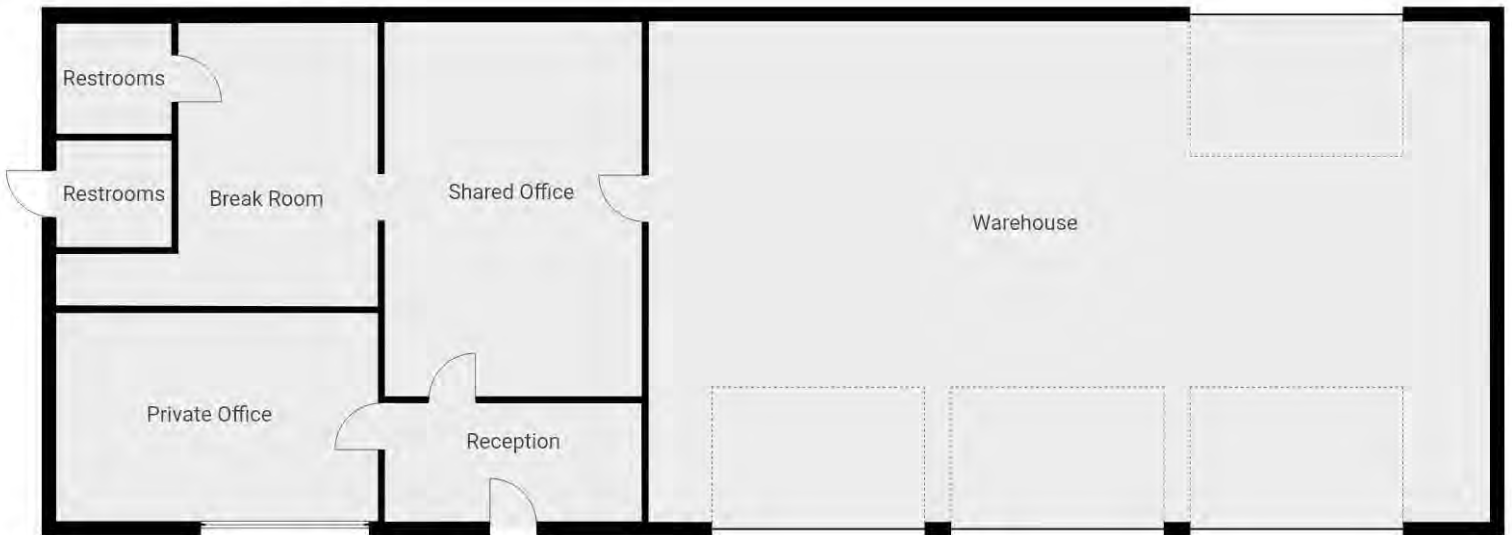 Restrooms
Restrooms
Break Room
Shared Office
Warehouse
Private Office
Reception